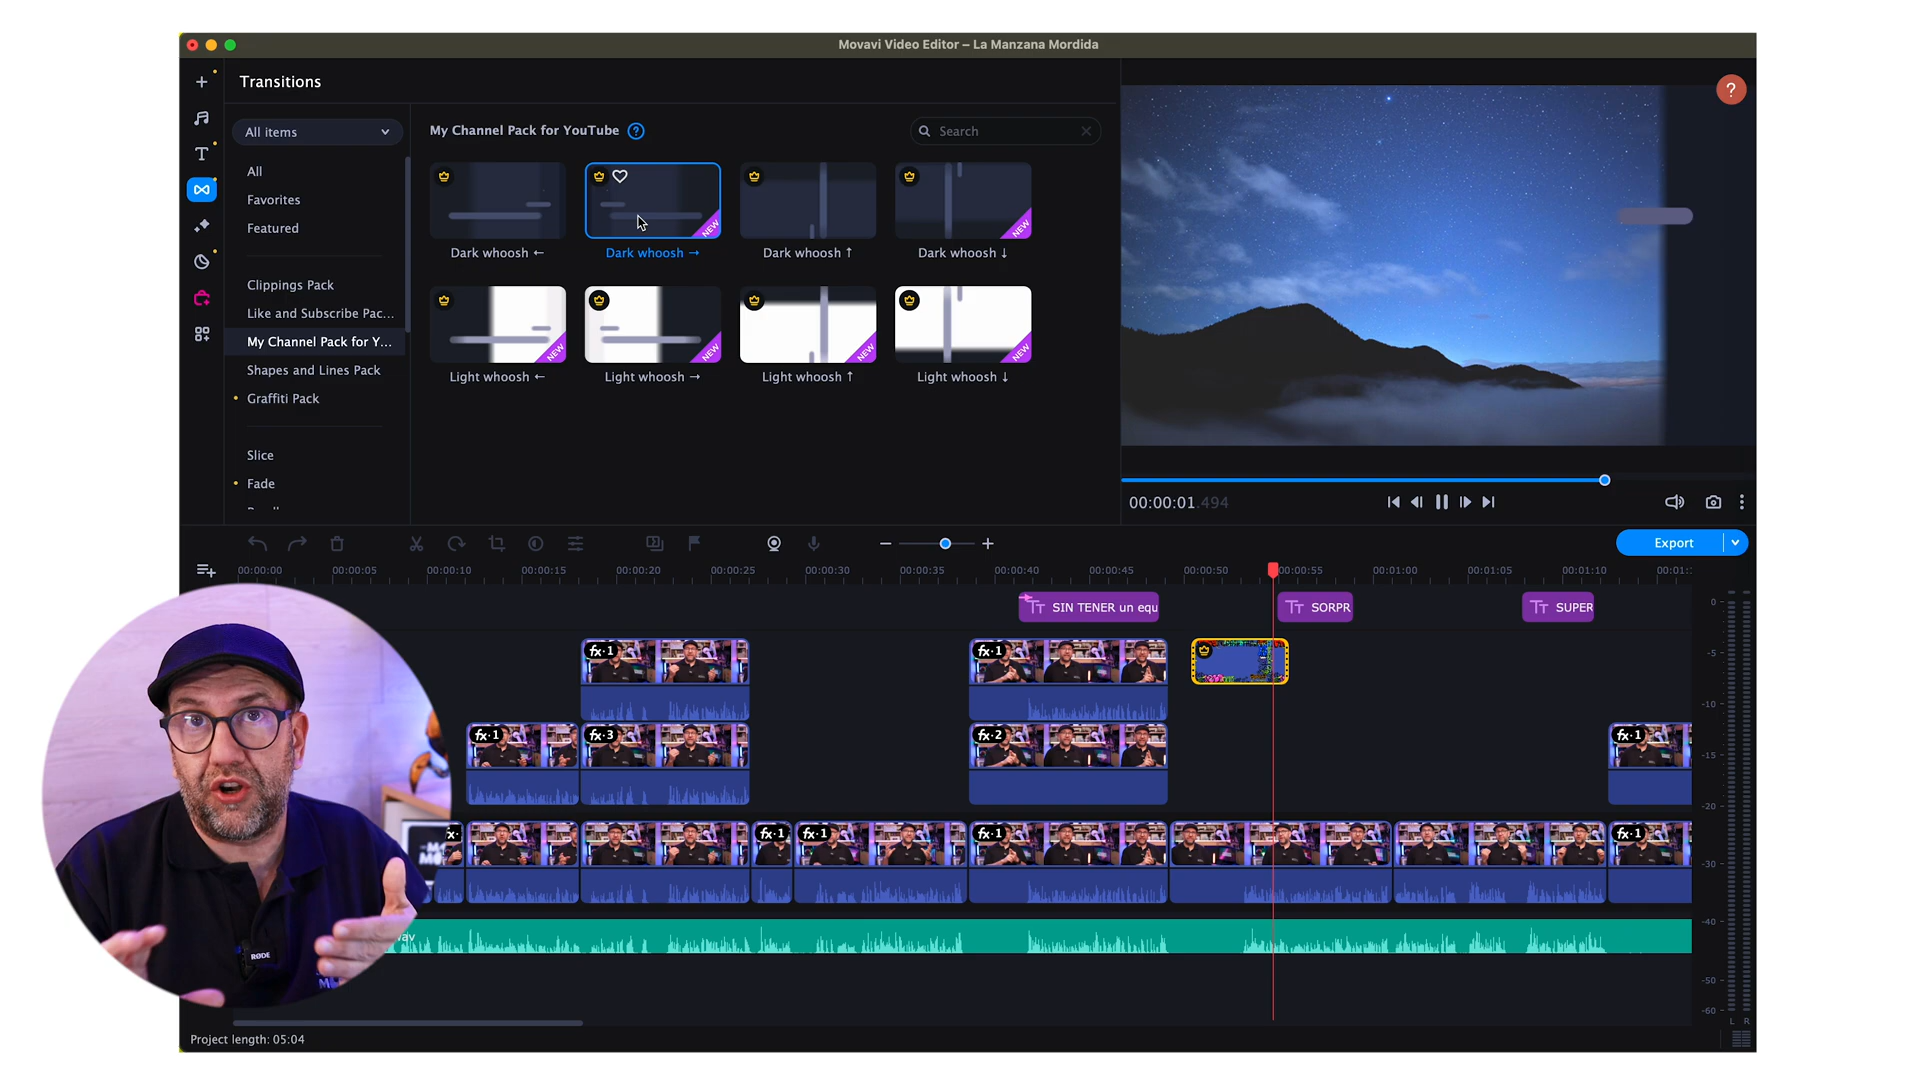 Movavi Video Editor – La Manzana Mordida
Transitions
All items
All
Favorites
Featured
Clippings Pack
Like and Subscribe Pac...
My Channel Pack for Y...
Shapes and Lines Pack
Graffiti Pack
Slice
Fade
My Channel Pack for YouTube ?
Search
Dark whoosh ←
NEW
Dark whoosh →
Dark whoosh ↑
NEW
Dark whoosh ↓
NEW
Light whoosh ←
NEW
Light whoosh →
NEW
Light whoosh ↑
NEW
Light whoosh ↓
?
00:00:01.494
Export
00:00:00 00:00:05 00:00:10 00:00:15 00:00:20 00:00:25 00:00:30 00:00:35 00:00:40 00:00:45 00:00:50 00:00:55 00:01:00 00:01:05 00:01:10 00:01:1
Tт SIN TENER un equ
Tт SORPR
Tт SUPER
fx·1 fx·1
fx·1 fx·3 fx·2 fx·1
fx·1 fx·1 fx·1 fx·1
wav
0
-5
-10
-15
-20
-30
-40
-50
-60
L R
RØDE
Project length: 05:04